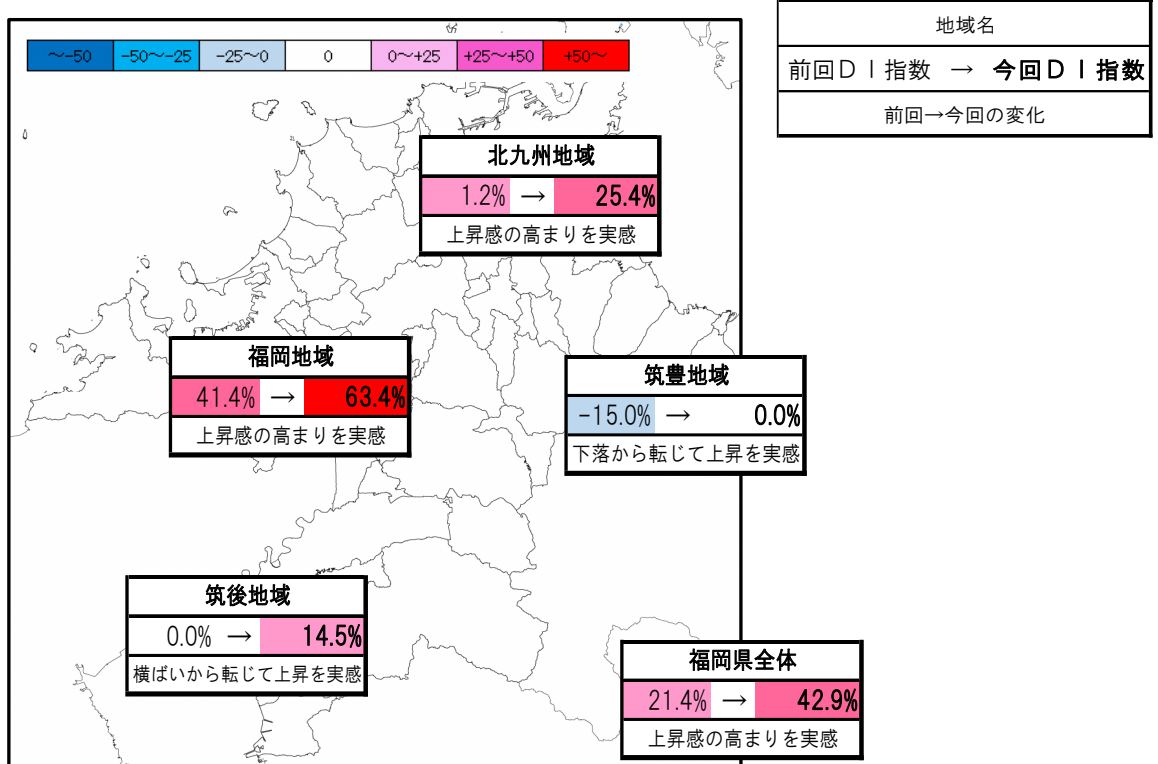 地域名
前回ＤＩ指数 → 今回ＤＩ指数
前回→今回の変化
～-50 -50～-25 -25～0 0 0～+25 +25～+50 +50～
北九州地域
1.2% → 25.4%
上昇感の高まりを実感
福岡地域
41.4% → 63.4%
上昇感の高まりを実感
筑豊地域
-15.0% → 0.0%
下落から転じて上昇を実感
筑後地域
0.0% → 14.5%
横ばいから転じて上昇を実感
福岡県全体
21.4% → 42.9%
上昇感の高まりを実感